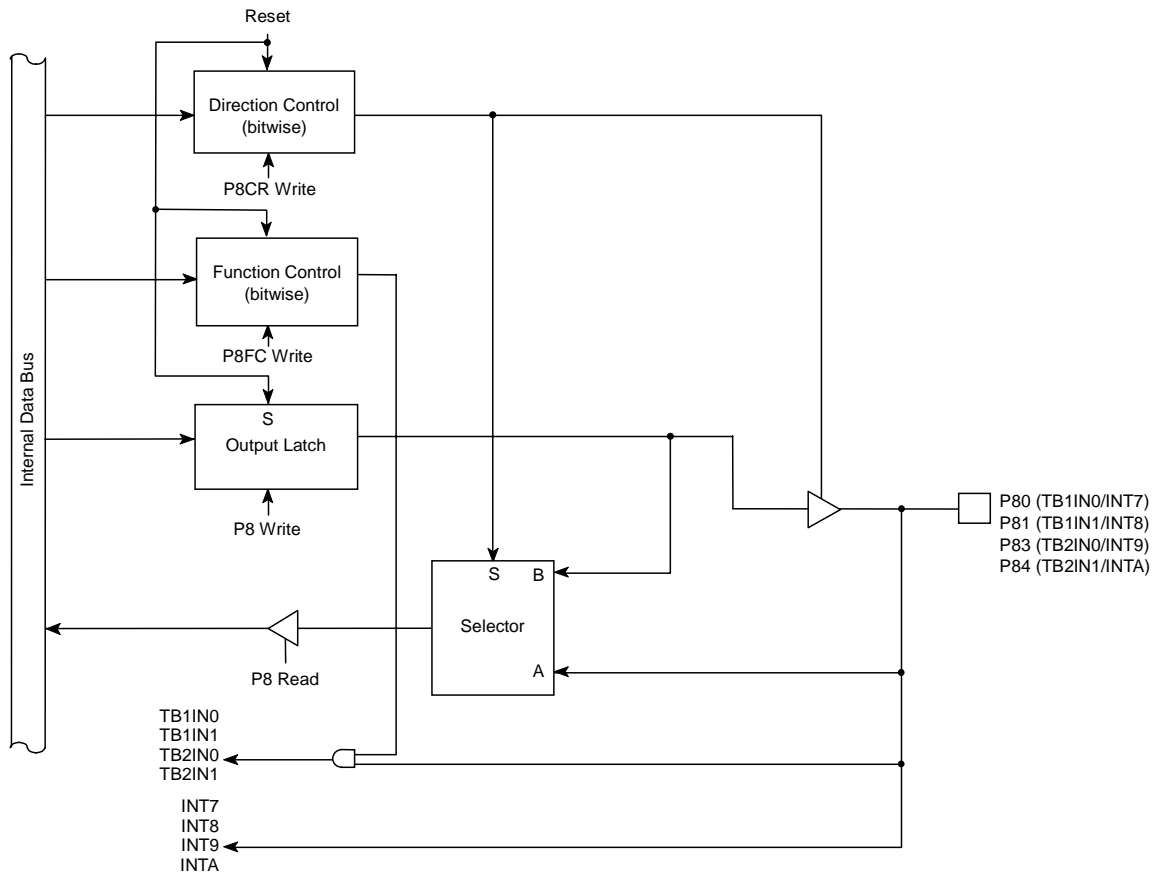 Reset
Direction Control
(bitwise)
P8CR Write
Function Control
(bitwise)
P8FC Write
Internal Data Bus
S
Output Latch
P8 Write
P80 (TB1IN0/INT7)
P81 (TB1IN1/INT8)
P83 (TB2IN0/INT9)
P84 (TB2IN1/INTA)
S B
Selector
A
P8 Read
TB1IN0
TB1IN1
TB2IN0
TB2IN1
INT7
INT8
INT9
INTA